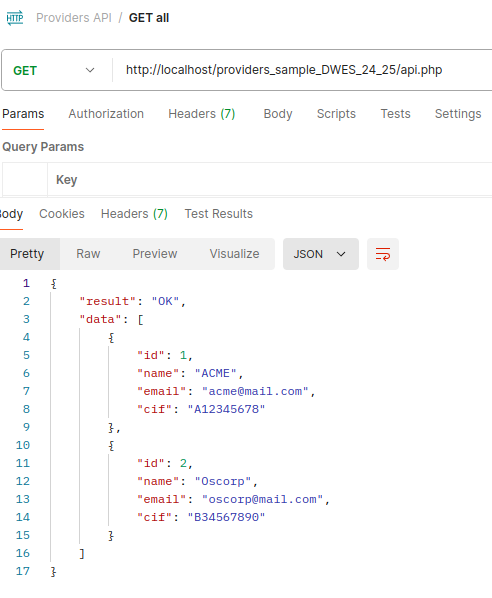 HTTP Providers API / GET all
GET http://localhost/providers_sample_DWES_24_25/api.php
Params Authorization Headers (7) Body Scripts Tests Settings
Query Params
Key
Body Cookies Headers (7) Test Results
Pretty Raw Preview Visualize JSON
1 {
2 "result": "OK",
3 "data": [
4 {
5 "id": 1,
6 "name": "ACME",
7 "email": "acme@mail.com",
8 "cif": "A12345678"
9 },
10 {
11 "id": 2,
12 "name": "Oscorp",
13 "email": "oscorp@mail.com",
14 "cif": "B34567890"
15 }
16 ]
17 }